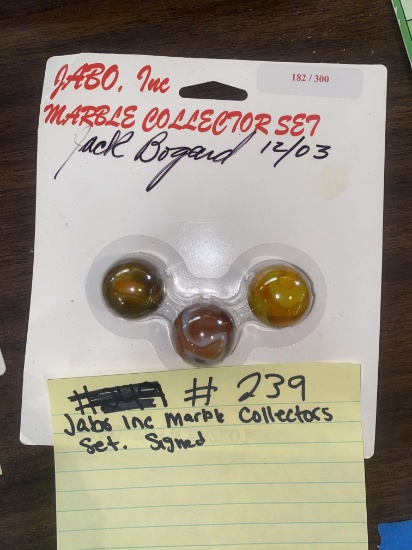 JABO, Inc
182 / 300
MARBLE COLLECTOR SET
Jack Bogard 12/03
# 239
Jabo Inc Marble Collectors
Set. Signed